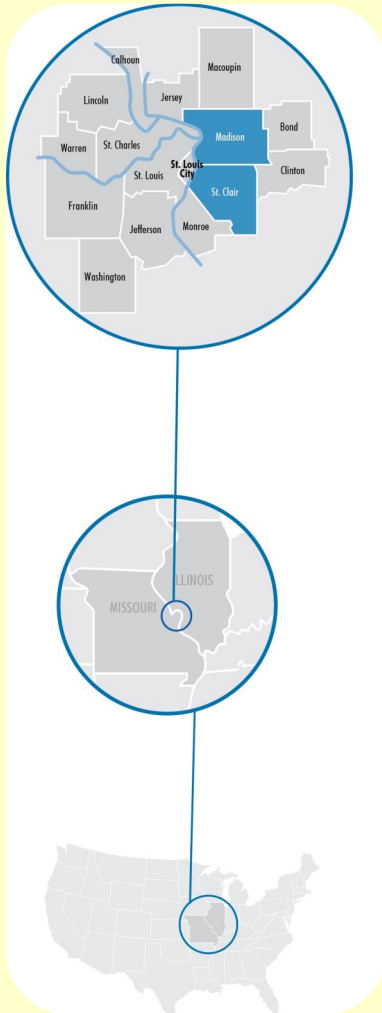 Calhoun
Macoupin
Lincoln
Jersey
Madison
Bond
Warren
St. Charles
St. Louis
City
Clinton
St. Louis
St. Clair
Franklin
Jefferson
Monroe
Washington
ILLINOIS
MISSOURI